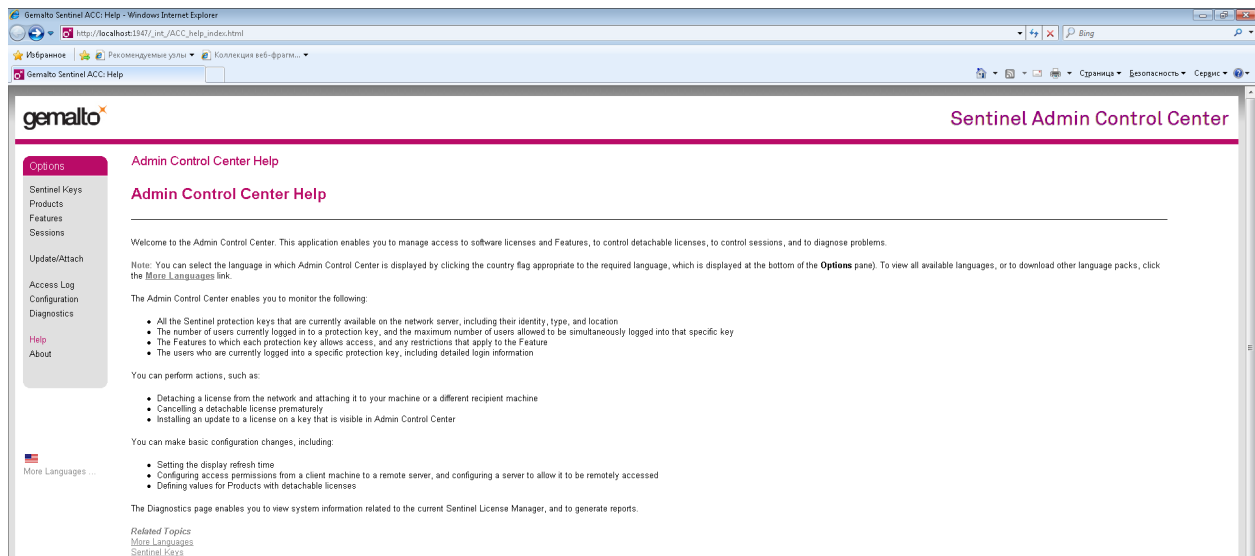 Gemalto Sentinel ACC: Help - Windows Internet Explorer
http://localhost:1947/_int_/ACC_help_index.html
Bing
Избранное
Рекомендуемые узлы
Коллекция веб-фрагм...
Gemalto Sentinel ACC: Help
Страница
Безопасность
Сервис
gemalto
Sentinel Admin Control Center
Options
Sentinel Keys
Products
Features
Sessions
Update/Attach
Access Log
Configuration
Diagnostics
Help
About
More Languages ...
Admin Control Center Help
Admin Control Center Help
Welcome to the Admin Control Center. This application enables you to manage access to software licenses and Features, to control detachable licenses, to control sessions, and to diagnose problems.
Note: You can select the language in which Admin Control Center is displayed by clicking the country flag appropriate to the required language, which is displayed at the bottom of the Options pane). To view all available languages, or to download other language packs, click
the More Languages link.
The Admin Control Center enables you to monitor the following:
• All the Sentinel protection keys that are currently available on the network server, including their identity, type, and location
• The number of users currently logged in to a protection key, and the maximum number of users allowed to be simultaneously logged into that specific key
• The Features to which each protection key allows access, and any restrictions that apply to the Feature
• The users who are currently logged into a specific protection key, including detailed login information
You can perform actions, such as:
• Detaching a license from the network and attaching it to your machine or a different recipient machine
• Cancelling a detachable license prematurely
• Installing an update to a license on a key that is visible in Admin Control Center
You can make basic configuration changes, including:
• Setting the display refresh time
• Configuring access permissions from a client machine to a remote server, and configuring a server to allow it to be remotely accessed
• Defining values for Products with detachable licenses
The Diagnostics page enables you to view system information related to the current Sentinel License Manager, and to generate reports.
Related Topics
More Languages
Sentinel Keys